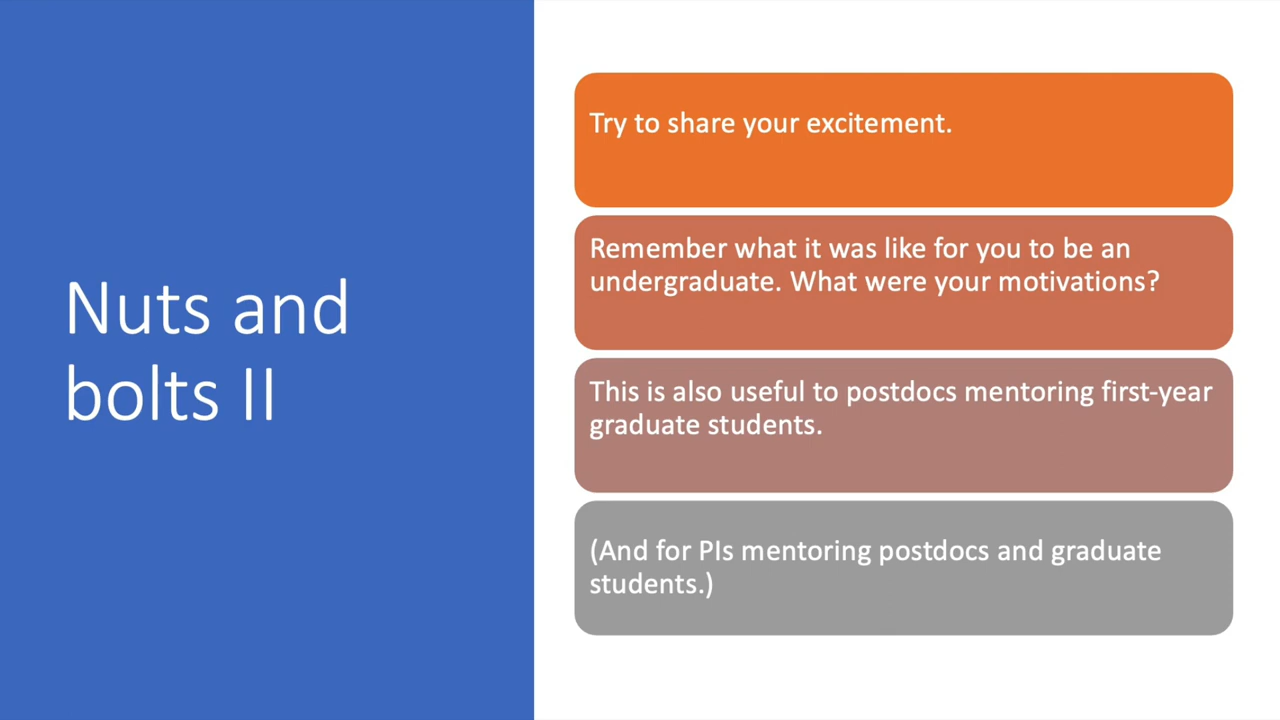 Nuts and
bolts II
Try to share your excitement.
Remember what it was like for you to be an
undergraduate. What were your motivations?
This is also useful to postdocs mentoring first-year
graduate students.
(And for PIs mentoring postdocs and graduate
students.)